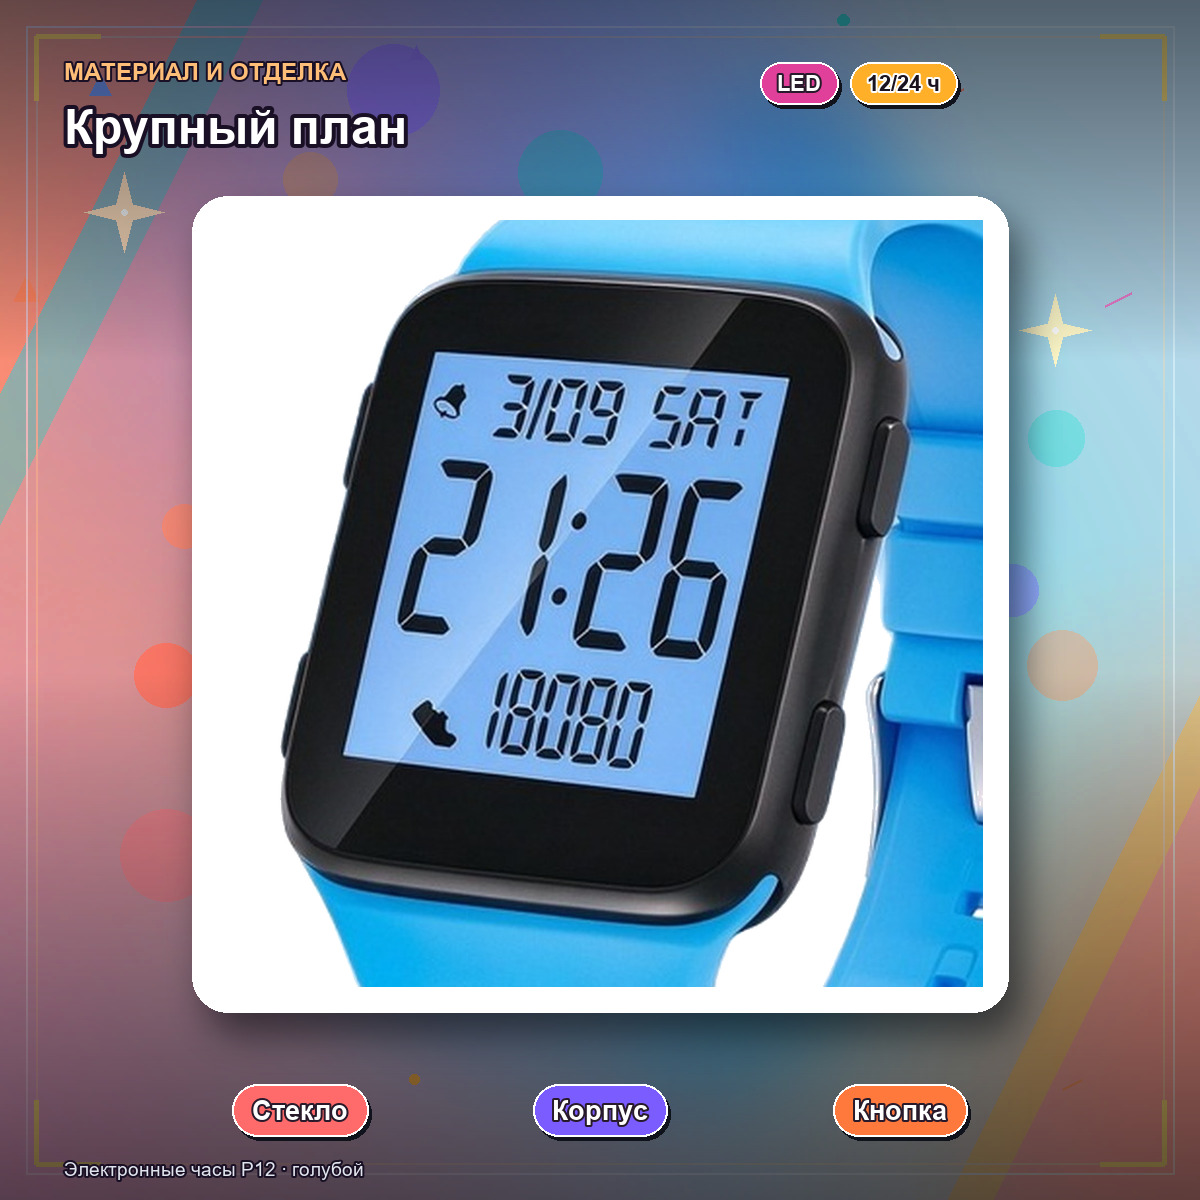 МАТЕРИАЛ И ОТДЕЛКА
Крупный план
LED
12/24 ч
3/09 SAT
21:26
18080
Стекло
Корпус
Кнопка
Электронные часы P12 · голубой